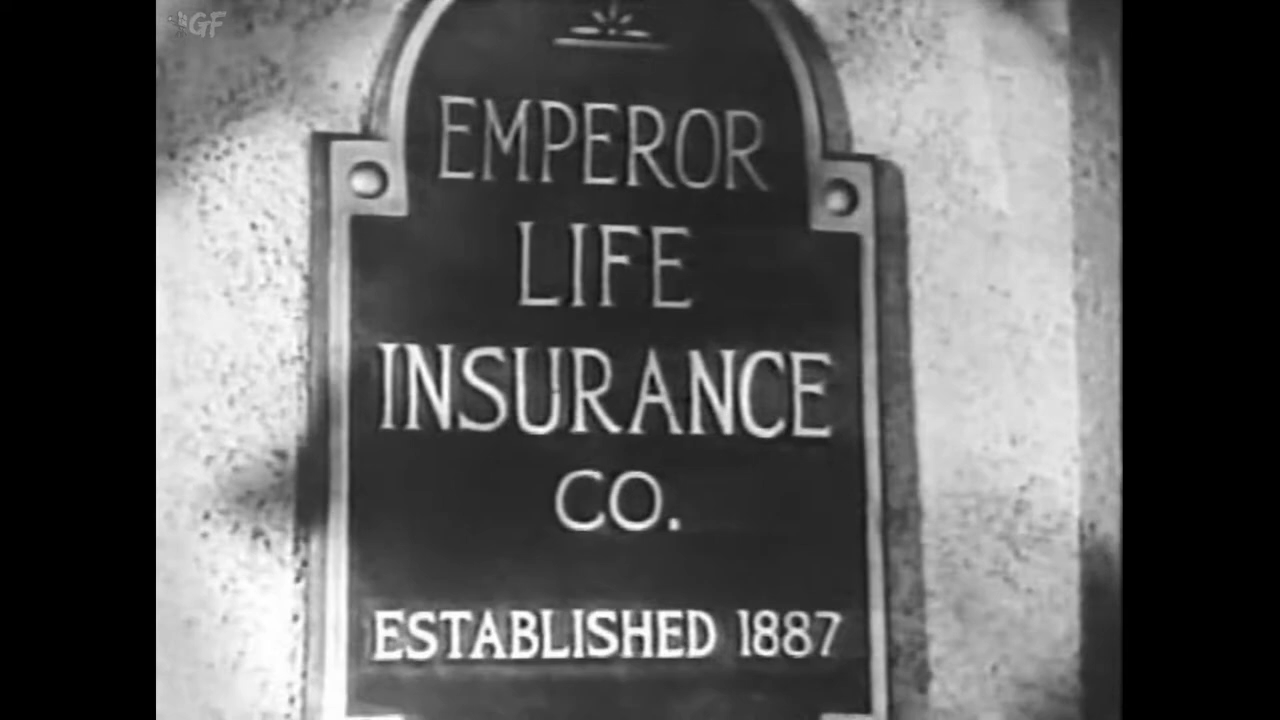 GF
EMPEROR
LIFE
INSURANCE
CO.
ESTABLISHED 1887